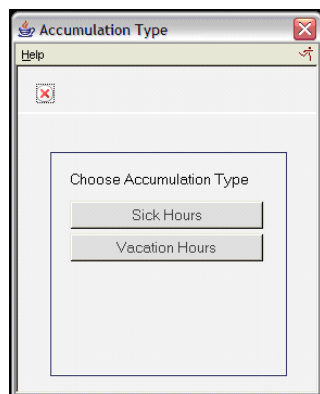 Accumulation Type
Help
Choose Accumulation Type
Sick Hours
Vacation Hours